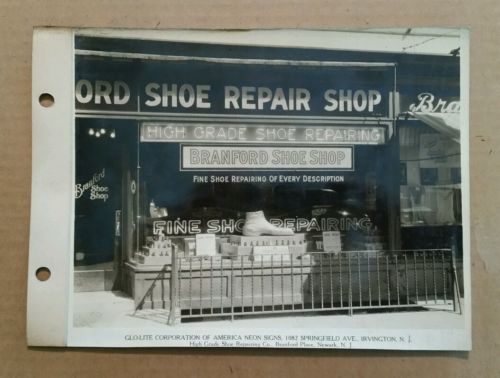 ORD SHOE REPAIR SHOP
Bra
HIGH GRADE SHOE REPAIRING
BRANFORD SHOE SHOP
FINE SHOE REPAIRING OF EVERY DESCRIPTION
Branford
Shoe
Shop
FINE SHOE REPAIRING
GLO-LITE CORPORATION OF AMERICA NEON SIGNS, 1082 SPRINGFIELD AVE., IRVINGTON, N. J.
High Grade Shoe Repairing Co., Branford Place, Newark, N. J